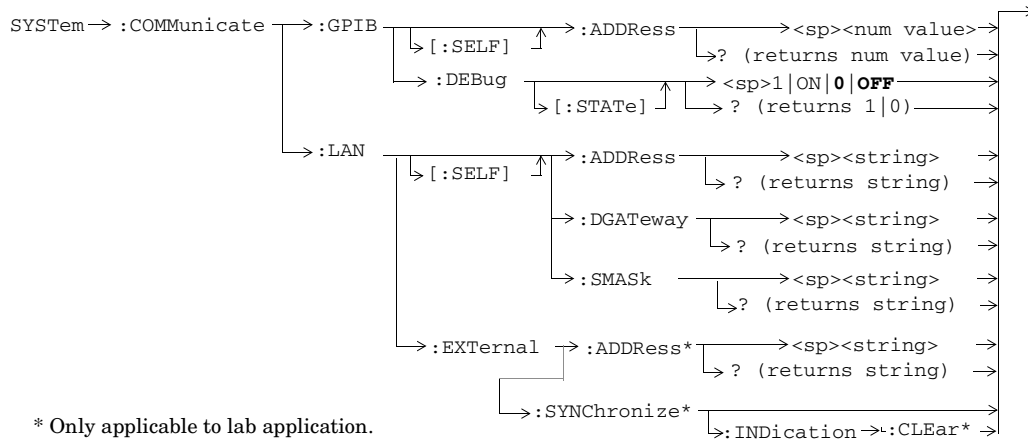 SYSTem :COMMunicate :GPIB [:SELF] :ADDRess <sp><num value>
? (returns num value)
:DEBug [:STATe] <sp>1|ON|0|OFF
? (returns 1|0)
:LAN [:SELF] :ADDRess <sp><string>
? (returns string)
:DGATeway <sp><string>
? (returns string)
:SMASk <sp><string>
? (returns string)
:EXTernal :ADDRess* <sp><string>
? (returns string)
:SYNChronize*
:INDication :CLEar*
* Only applicable to lab application.